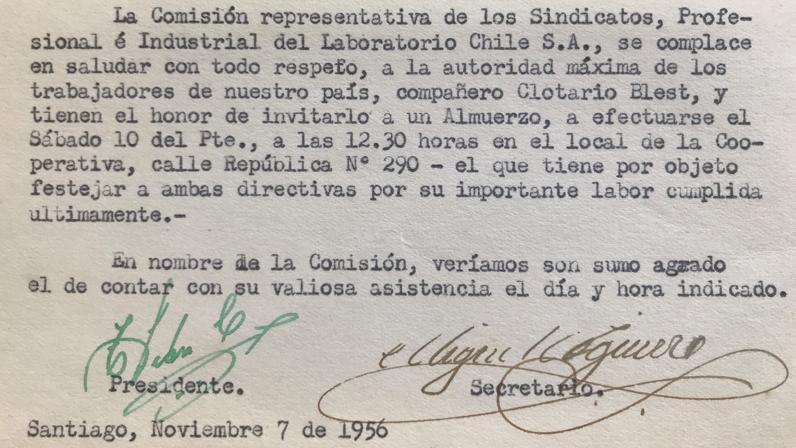 La Comisión representativa de los Sindicatos, Profe-
sional é Industrial del Laboratorio Chile S.A., se complace
en saludar con todo respeto, a la autoridad máxima de los
trabajadores de nuestro país, compañero Clotario Blest, y
tienen el honor de invitarlo a un Almuerzo, a efectuarse el
Sábado 10 del Pte., a las 12.30 horas en el local de la Coo-
perativa, calle República N° 290 - el que tiene por objeto
festejar a ambas directivas por su importante labor cumplida
ultimamente.-
En nombre de la Comisión, veríamos son sumo agrado
el de contar con su valiosa asistencia el día y hora indicado.
Presidente. Secretario.
Santiago, Noviembre 7 de 1956